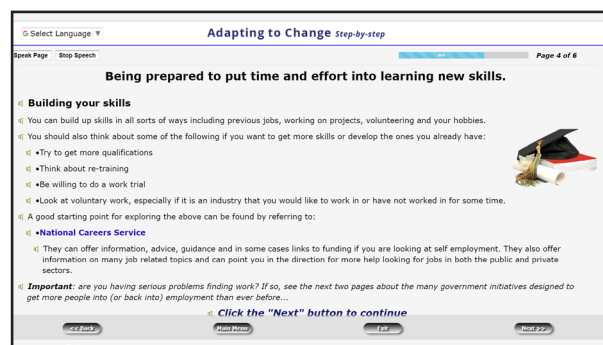 G Select Language ▼
Adapting to Change Step-by-step
Speak Page Stop Speech
Page 4 of 6
Being prepared to put time and effort into learning new skills.
Building your skills
You can build up skills in all sorts of ways including previous jobs, working on projects, volunteering and your hobbies.
You should also think about some of the following if you want to get more skills or develop the ones you already have:
•Try to get more qualifications
•Think about re-training
•Be willing to do a work trial
•Look at voluntary work, especially if it is an industry that you would like to work in or have not worked in for some time.
A good starting point for exploring the above can be found by referring to:
•National Careers Service
They can offer information, advice, guidance and in some cases links to funding if you are looking at self employment. They also offer
information on many job related topics and can point you in the direction for more help looking for jobs in both the public and private
sectors.
Important: are you having serious problems finding work? If so, see the next two pages about the many government initiatives designed to
get more people into (or back into) employment than ever before...
Click the "Next" button to continue
<< Back Main Menu Exit Next >>